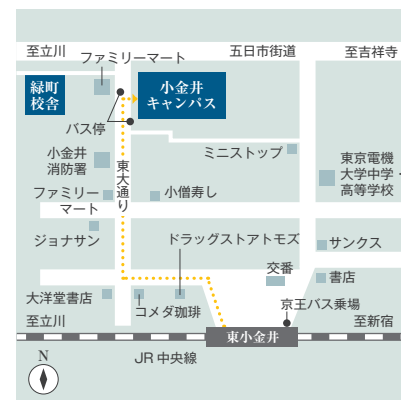 至立川
ファミリーマート
五日市街道
至吉祥寺
緑町
校舎
小金井
キャンパス
バス停
小金井
消防署
東大通り
ミニストップ
東京電機
大学中学・
高等学校
ファミリー
マート
小僧寿し
ジョナサン
ドラッグストアトモズ
サンクス
交番
書店
大洋堂書店
コメダ珈琲
京王バス乗場
至立川
東小金井
至新宿
N
JR 中央線